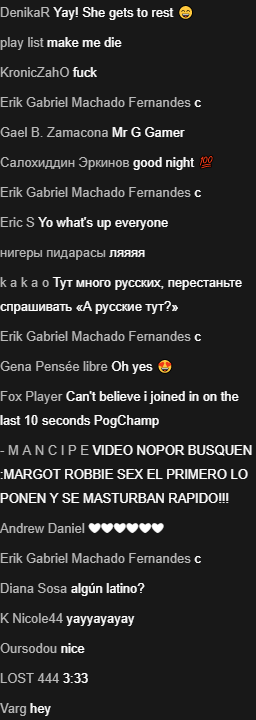 DenikaR Yay! She gets to rest 😄
play list make me die
KronicZahO fuck
Erik Gabriel Machado Fernandes c
Gael B. Zamacona Mr G Gamer
Салохиддин Эркинов good night 💯
Erik Gabriel Machado Fernandes c
Eric S Yo what's up everyone
нигеры пидарасы ляяяя
k a k a o Тут много русских, перестаньте
спрашивать «А русские тут?»
Erik Gabriel Machado Fernandes c
Gena Pensée libre Oh yes 😍
Fox Player Can't believe i joined in on the
last 10 seconds PogChamp
- M A N C I P E VIDEO NOPOR BUSQUEN
:MARGOT ROBBIE SEX EL PRIMERO LO
PONEN Y SE MASTURBAN RAPIDO!!!
Andrew Daniel 🤍🤍🤍🤍🤍🤍
Erik Gabriel Machado Fernandes c
Diana Sosa algún latino?
K Nicole44 yayyayayay
Oursodou nice
LOST 444 3:33
Varg hey